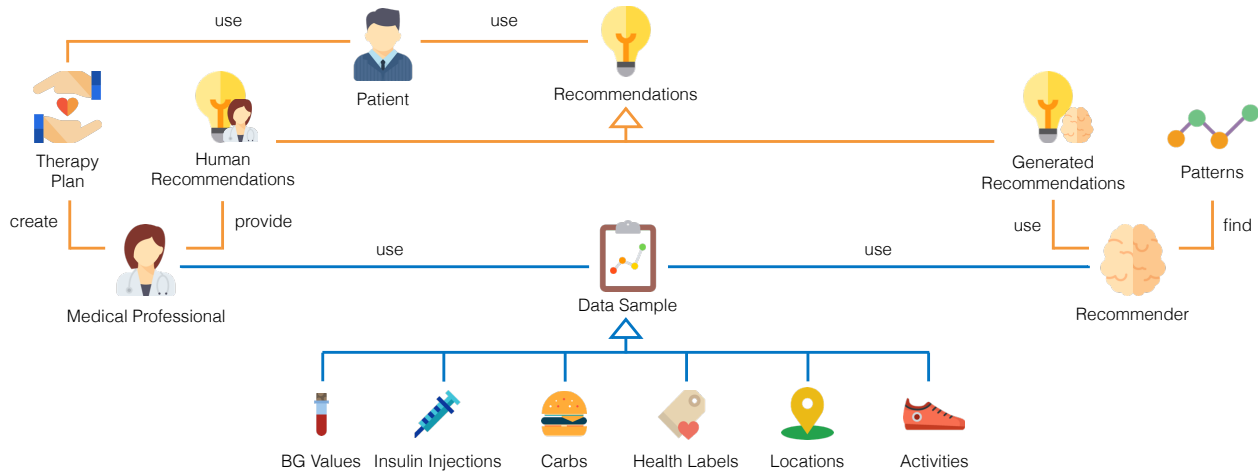 use
use
Patient
Recommendations
Therapy
Plan
Human
Recommendations
Generated
Recommendations
Patterns
create
provide
use
find
use
use
Medical Professional
Data Sample
Recommender
BG Values
Insulin Injections
Carbs
Health Labels
Locations
Activities